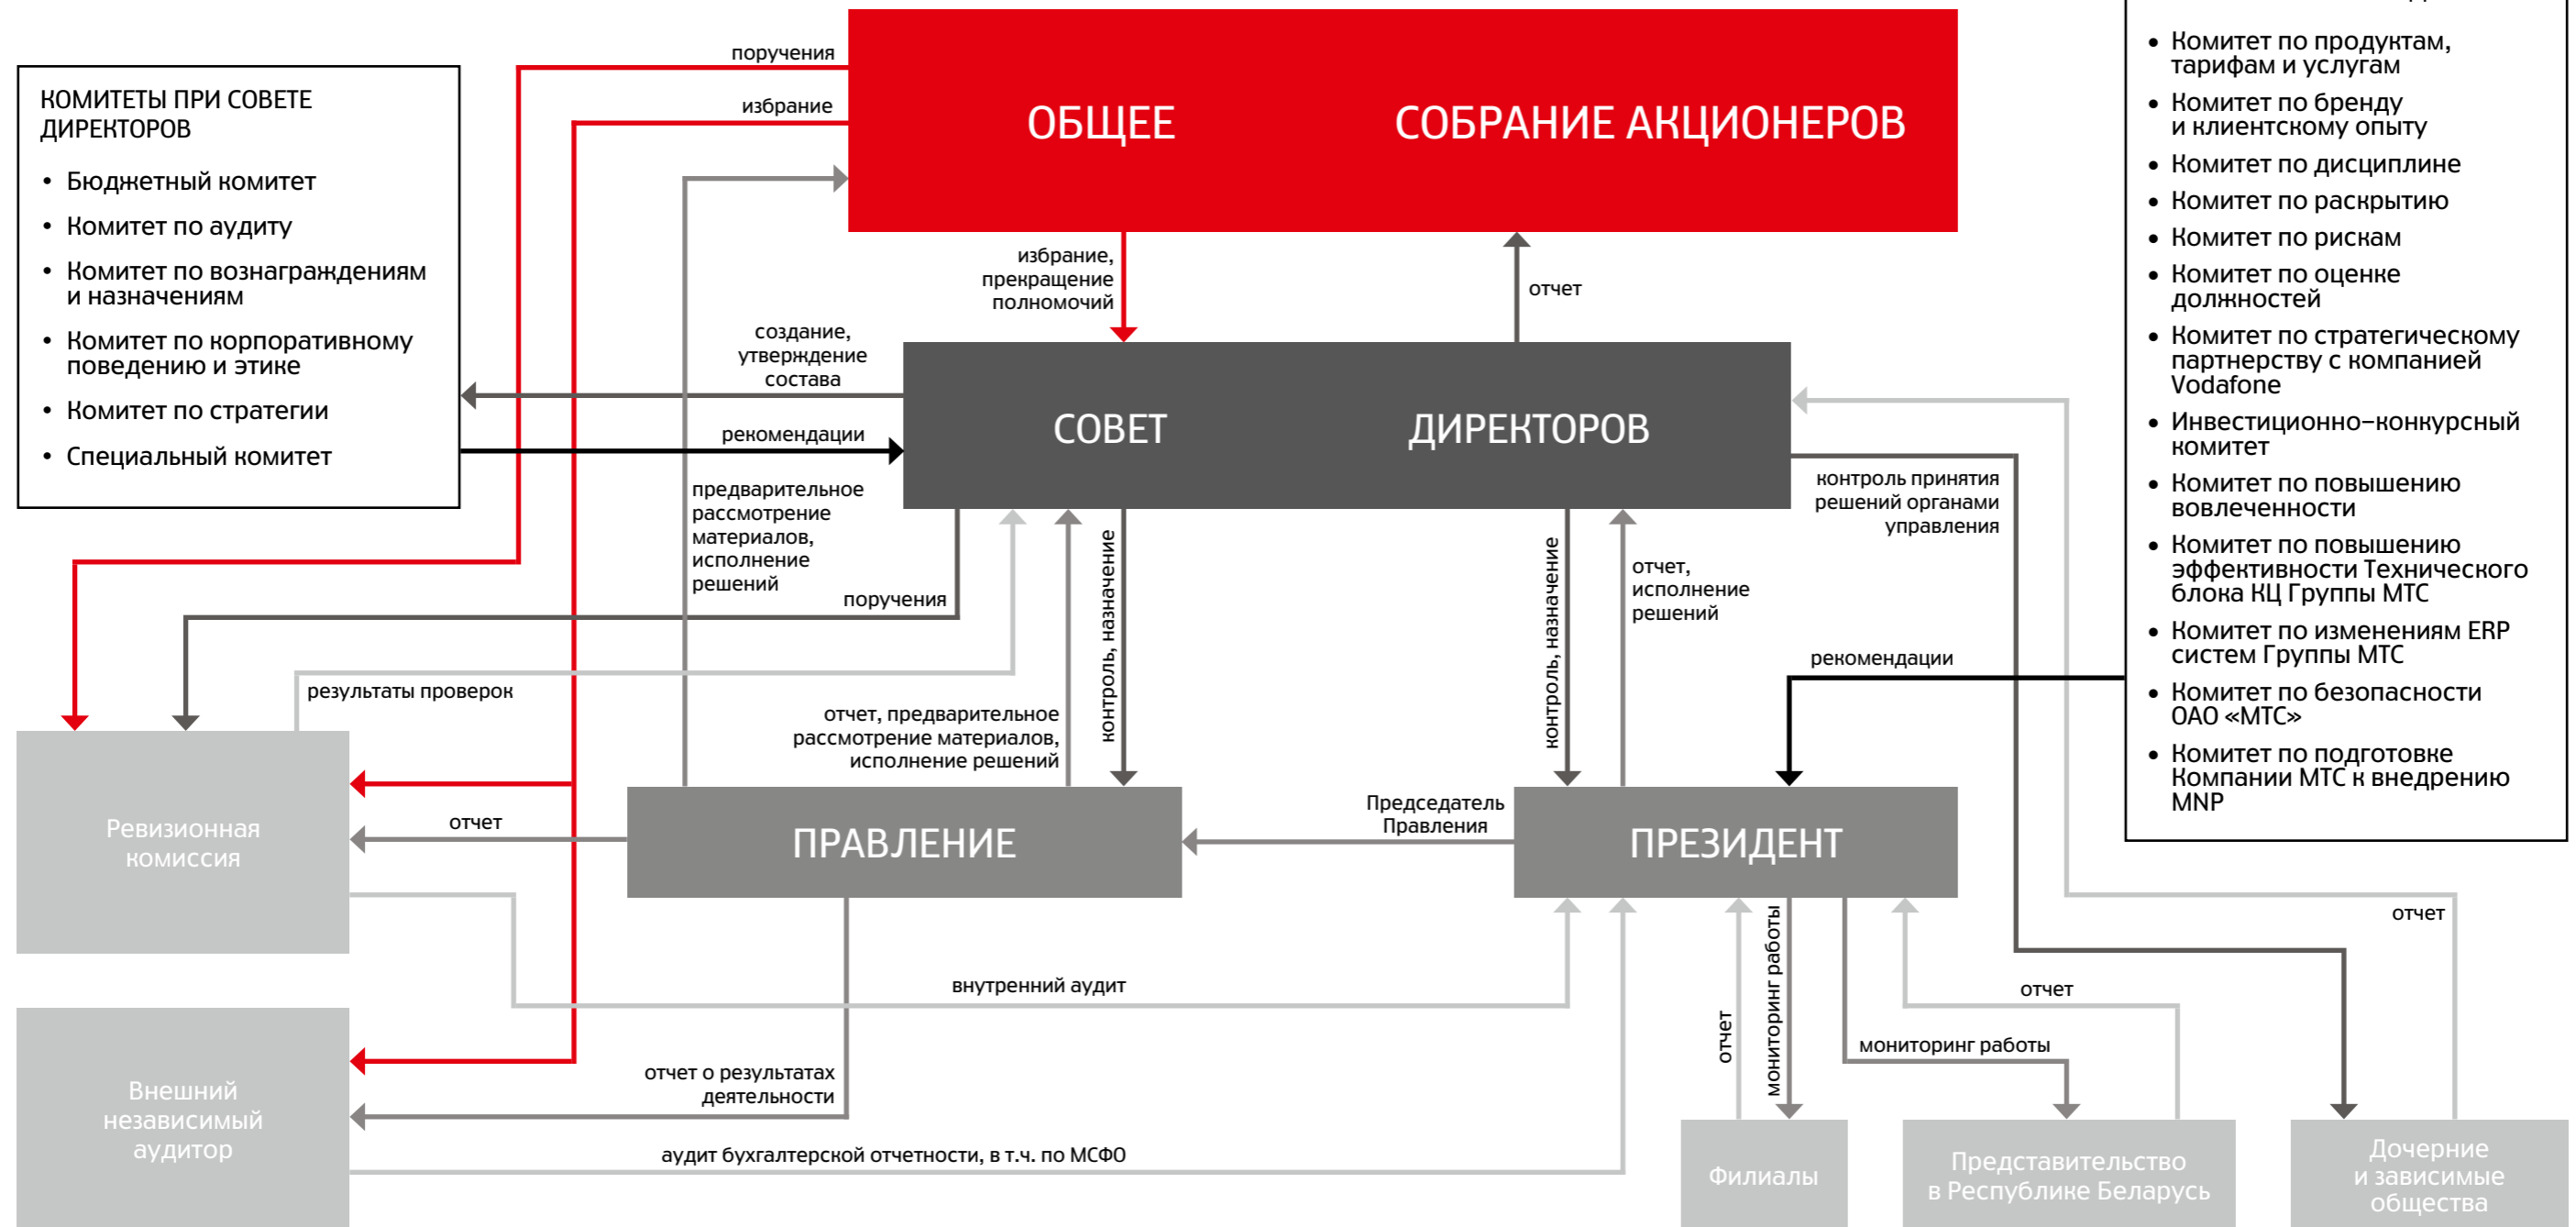 поручения
избрание
ОБЩЕЕ СОБРАНИЕ АКЦИОНЕРОВ
КОМИТЕТЫ ПРИ СОВЕТЕ
ДИРЕКТОРОВ
• Бюджетный комитет
• Комитет по аудиту
• Комитет по вознаграждениям
и назначениям
• Комитет по корпоративному
поведению и этике
• Комитет по стратегии
• Специальный комитет
• Комитет по продуктам,
тарифам и услугам
• Комитет по бренду
и клиентскому опыту
• Комитет по дисциплине
• Комитет по раскрытию
• Комитет по рискам
• Комитет по оценке
должностей
• Комитет по стратегическому
партнерству с компанией
Vodafone
• Инвестиционно-конкурсный
комитет
• Комитет по повышению
вовлеченности
• Комитет по повышению
эффективности Технического
блока КЦ Группы МТС
• Комитет по изменениям ERP
систем Группы МТС
• Комитет по безопасности
ОАО «МТС»
• Комитет по подготовке
Компании МТС к внедрению
MNP
избрание,
прекращение
полномочий
отчет
создание,
утверждение
состава
рекомендации
СОВЕТ ДИРЕКТОРОВ
предварительное
рассмотрение
материалов,
исполнение
решений
контроль принятия
решений органами
управления
поручения
контроль, назначение
контроль, назначение
отчет,
исполнение
решений
рекомендации
результаты проверок
отчет, предварительное
рассмотрение материалов,
исполнение решений
Ревизионная
комиссия
отчет
ПРАВЛЕНИЕ
Председатель
Правления
ПРЕЗИДЕНТ
отчет
внутренний аудит
отчет
мониторинг работы
отчет
мониторинг работы
Внешний
независимый
аудитор
отчет о результатах
деятельности
аудит бухгалтерской отчетности, в т.ч. по МСФО
Филиалы
Представительство
в Республике Беларусь
Дочерние
и зависимые
общества